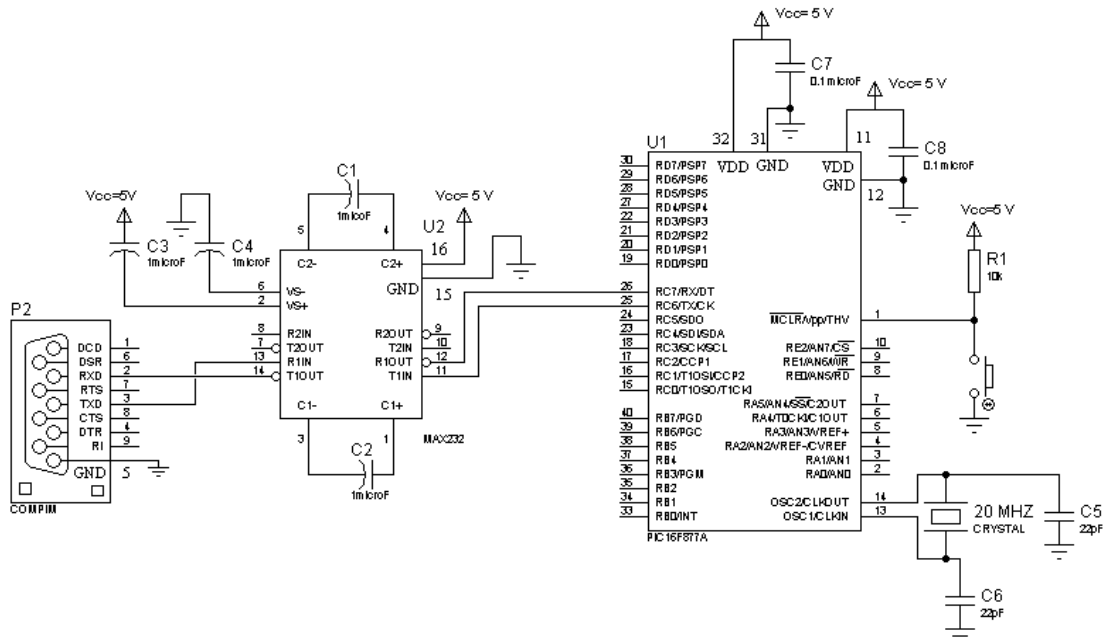 Vcc= 5 V
C7
0.1microF
Vcc= 5 V
C8
0.1microF
U1
32
31
11
VDD
GND
VDD
GND
12
30
RD7/PSP7
29
RD6/PSP6
28
RD5/PSP5
27
RD4/PSP4
22
RD3/PSP3
21
RD2/PSP2
20
RD1/PSP1
19
RD0/PSP0
26
RC7/RX/DT
25
RC6/TX/CK
24
RC5/SDO
23
RC4/SDI/SDA
18
RC3/SCK/SCL
17
RC2/CCP1
16
RC1/T1OSI/CCP2
15
RC0/T1OSO/T1CKI
40
RB7/PGD
39
RB6/PGC
38
RB5
37
RB4
36
RB3/PGM
35
RB2
34
RB1
33
RB0/INT
MCLR/Vpp/THV
1
RE2/AN7/CS
10
RE1/AN6/WR
9
RE0/AN5/RD
8
RA5/AN4/SS/C2OUT
7
RA4/T0CKI/C1OUT
6
RA3/AN3/VREF+
5
RA2/AN2/VREF-/CVREF
4
RA1/AN1
3
RA0/AN0
2
OSC2/CLKOUT
14
OSC1/CLKIN
13
PIC16F877A
Vcc=5 V
R1
10k
20 MHZ
CRYSTAL
C5
22pF
C6
22pF
Vcc=5V
C3
1microF
C4
1microF
C1
1micoF
Vcc= 5 V
U2
5
4
16
C2-
C2+
GND
15
6
VS-
2
VS+
8
R2IN
7
T2OUT
13
R1IN
14
T1OUT
R2OUT
9
T2IN
10
R1OUT
12
T1IN
11
C1-
C1+
3
1
MAX232
C2
1microF
P2
DCD
1
DSR
6
RXD
2
RTS
7
TXD
3
CTS
8
DTR
4
RI
9
GND
5
COMPIM